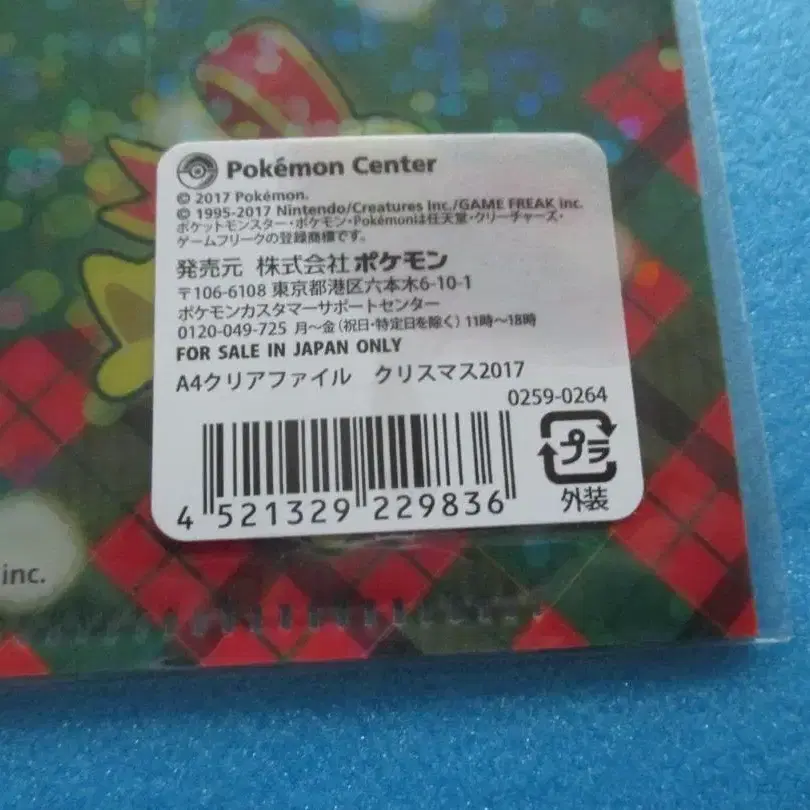 Pokémon Center
© 2017 Pokémon.
© 1995-2017 Nintendo/Creatures Inc./GAME FREAK inc.
ポケットモンスター・ポケモン・Pokémonは任天堂・クリーチャーズ・
ゲームフリークの登録商標です。
発売元 株式会社ポケモン
〒106-6108 東京都港区六本木6-10-1
ポケモンカスタマーサポートセンター
0120-049-725 月～金(祝日・特定日を除く)11時～18時
FOR SALE IN JAPAN ONLY
A4クリアファイル クリスマス2017
0259-0264
プラ
外装
4 521329 229836
inc.